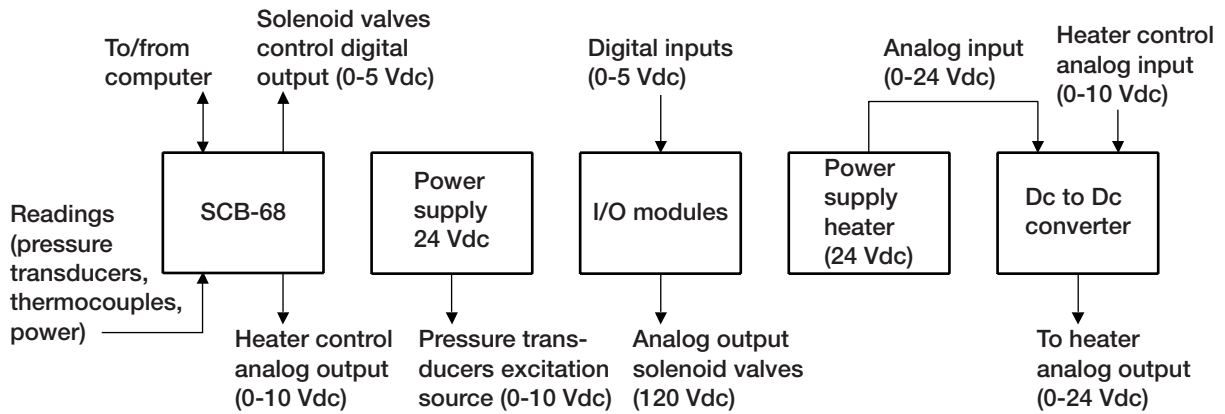 To/from
computer
Solenoid valves
control digital
output (0-5 Vdc)
Digital inputs
(0-5 Vdc)
Analog input
(0-24 Vdc)
Heater control
analog input
(0-10 Vdc)
Readings
(pressure
transducers,
thermocouples,
power)
SCB-68
Power
supply
24 Vdc
I/O modules
Power
supply
heater
(24 Vdc)
Dc to Dc
converter
Heater control
analog output
(0-10 Vdc)
Pressure trans-
ducers excitation
source (0-10 Vdc)
Analog output
solenoid valves
(120 Vdc)
To heater
analog output
(0-24 Vdc)